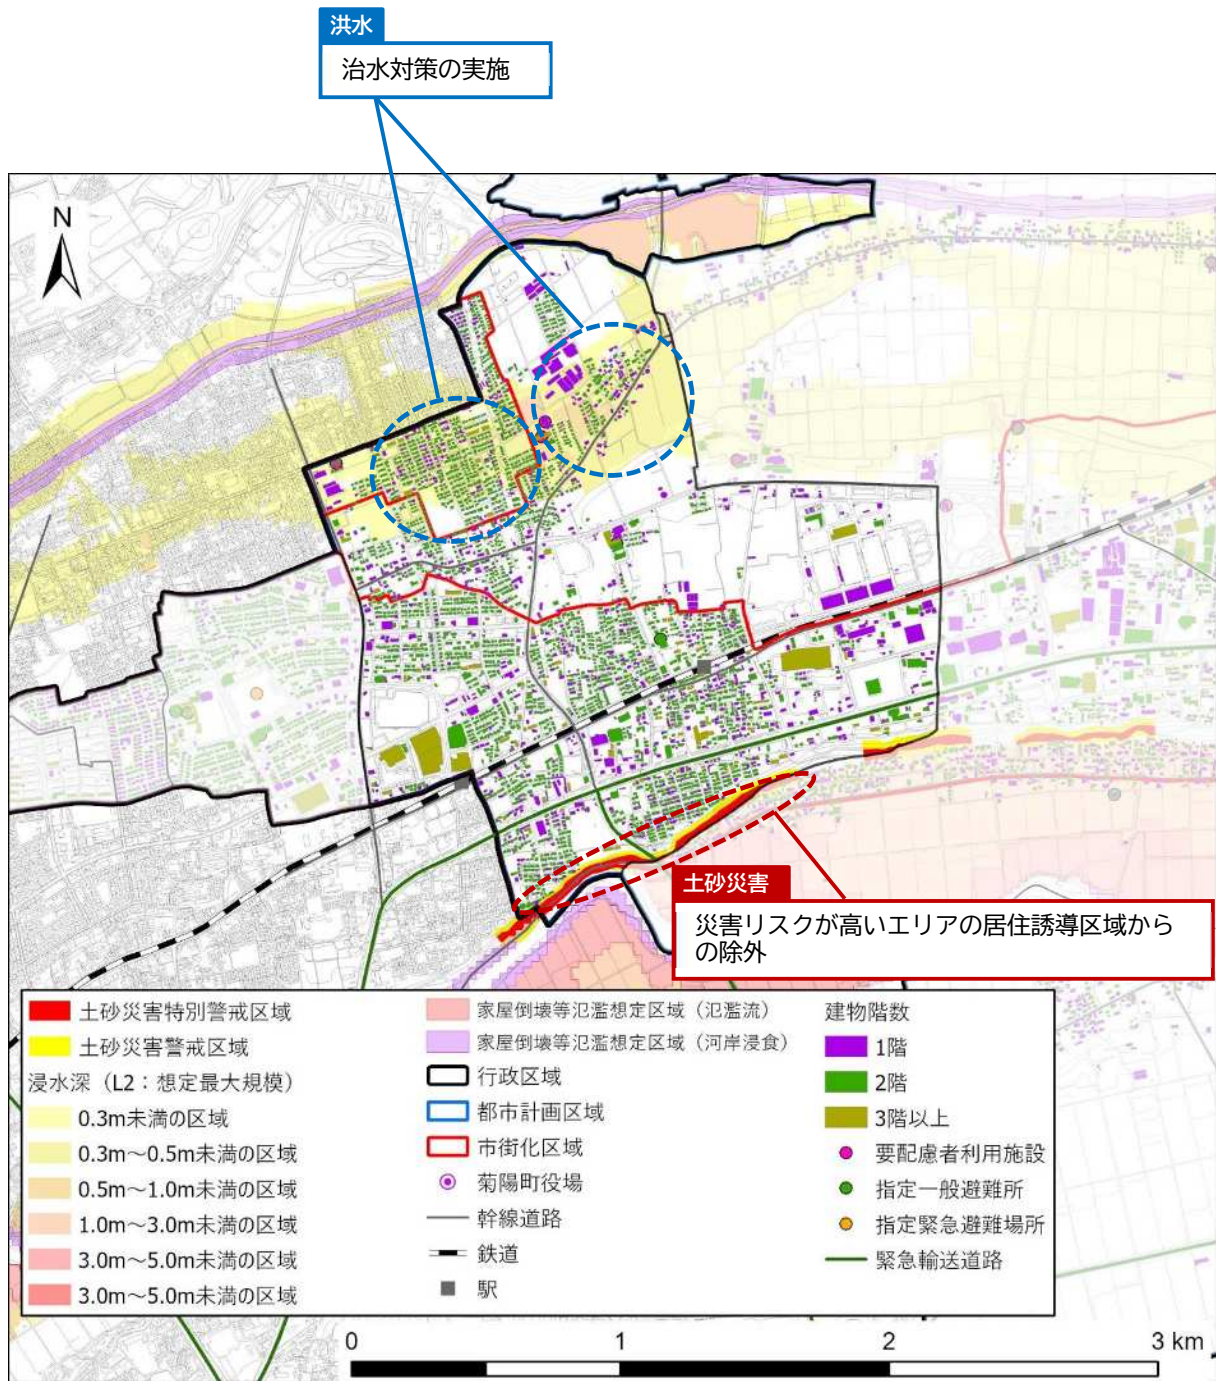 洪水
治水対策の実施
N
土砂災害
災害リスクが高いエリアの居住誘導区域から
の除外
土砂災害特別警戒区域
土砂災害警戒区域
浸水深（L2：想定最大規模）
0.3m未満の区域
0.3m～0.5m未満の区域
0.5m～1.0m未満の区域
1.0m～3.0m未満の区域
3.0m～5.0m未満の区域
3.0m～5.0m未満の区域
家屋倒壊等氾濫想定区域（氾濫流）
家屋倒壊等氾濫想定区域（河岸浸食）
行政区域
都市計画区域
市街化区域
菊陽町役場
幹線道路
鉄道
駅
建物階数
1階
2階
3階以上
要配慮者利用施設
指定一般避難所
指定緊急避難場所
緊急輸送道路
0 1 2 3 km